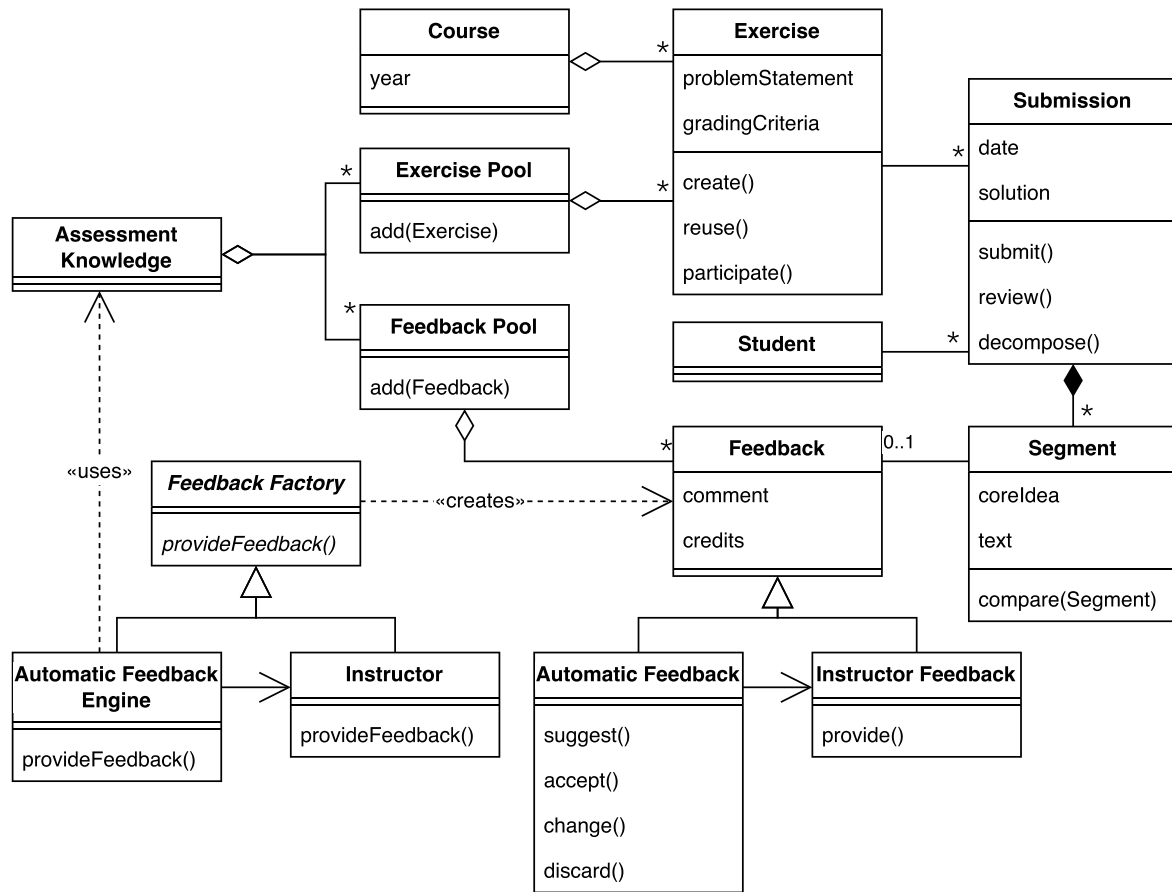 Course
year
*
Exercise
problemStatement
gradingCriteria
create()
reuse()
participate()
Submission
date
solution
submit()
review()
decompose()
*
*
Exercise Pool
add(Exercise)
*
Assessment
Knowledge
*
Feedback Pool
add(Feedback)
Student
*
*
*
Feedback
comment
credits
0..1
Segment
coreIdea
text
compare(Segment)
«uses»
Feedback Factory
provideFeedback()
«creates»
Automatic Feedback
Engine
provideFeedback()
Instructor
provideFeedback()
Automatic Feedback
suggest()
accept()
change()
discard()
Instructor Feedback
provide()